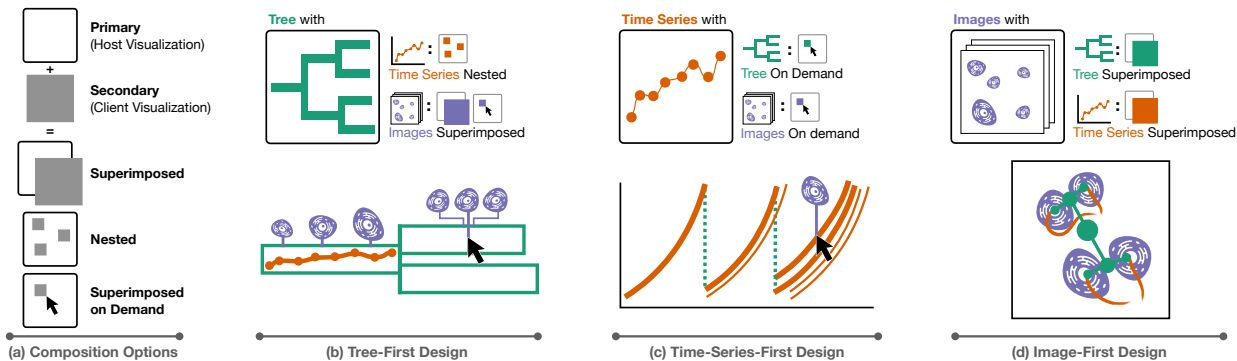 Primary
(Host Visualization)
+
Secondary
(Client Visualization)
=
Superimposed
Nested
Superimposed
on Demand
(a) Composition Options
Tree with
:
Time Series Nested
:
Images Superimposed
(b) Tree-First Design
Time Series with
:
Tree On Demand
:
Images On demand
(c) Time-Series-First Design
Images with
:
Tree Superimposed
:
Time Series Superimposed
(d) Image-First Design